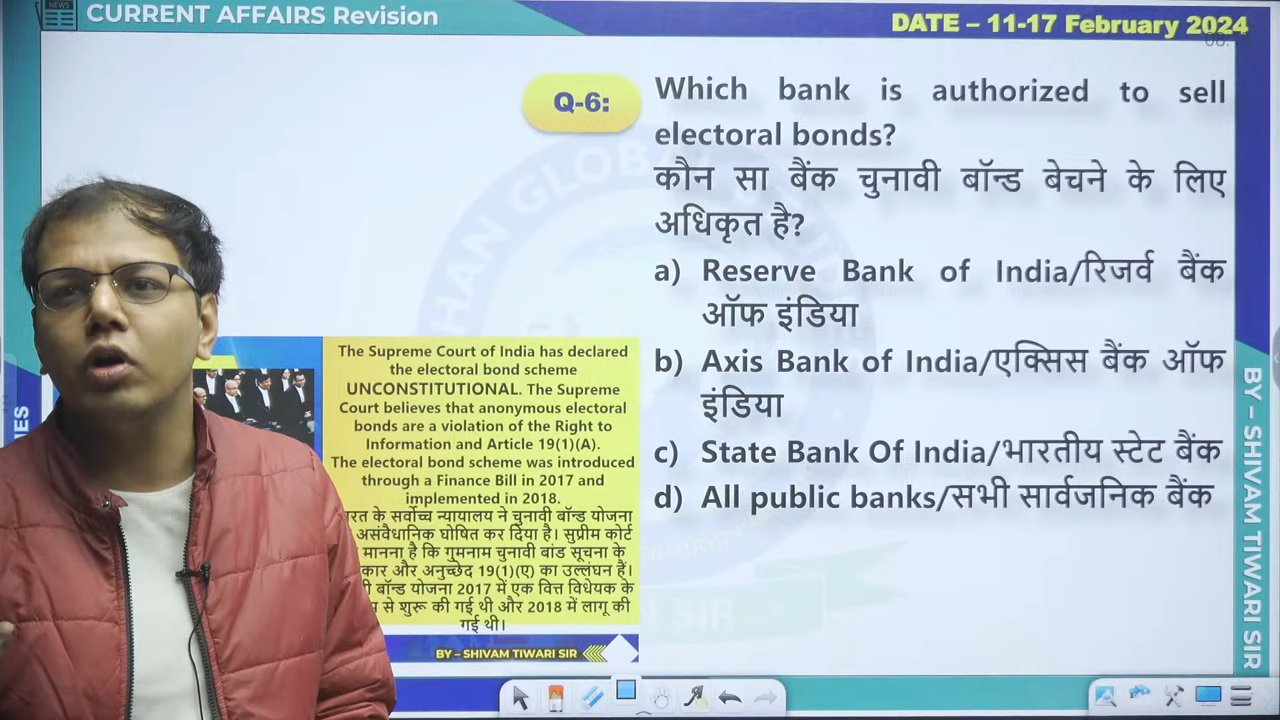 NEWS
CURRENT AFFAIRS Revision
DATE – 11-17 February 2024
Q-6:
Which bank is authorized to sell
electoral bonds?
कौन सा बैंक चुनावी बॉन्ड बेचने के लिए
अधिकृत है?
a) Reserve Bank of India/रिजर्व बैंक
ऑफ इंडिया
b) Axis Bank of India/एक्सिस बैंक ऑफ
इंडिया
c) State Bank Of India/भारतीय स्टेट बैंक
d) All public banks/सभी सार्वजनिक बैंक
The Supreme Court of India has declared
the electoral bond scheme
UNCONSTITUTIONAL. The Supreme
Court believes that anonymous electoral
bonds are a violation of the Right to
Information and Article 19(1)(A).
The electoral bond scheme was introduced
through a Finance Bill in 2017 and
implemented in 2018.
के सर्वोच्च न्यायालय ने चुनावी बॉन्ड योजना
असंवैधानिक घोषित कर दिया है। सुप्रीम कोर्ट
मानना है कि गुमनाम चुनावी बांड सूचना के
और अनुच्छेद 19(1)(ए) का उल्लंघन हैं।
बॉन्ड योजना 2017 में एक वित्त विधेयक के
से शुरू की गई थी और 2018 में लागू की
गई थी।
BY – SHIVAM TIWARI SIR
BY – SHIVAM TIWARI SIR